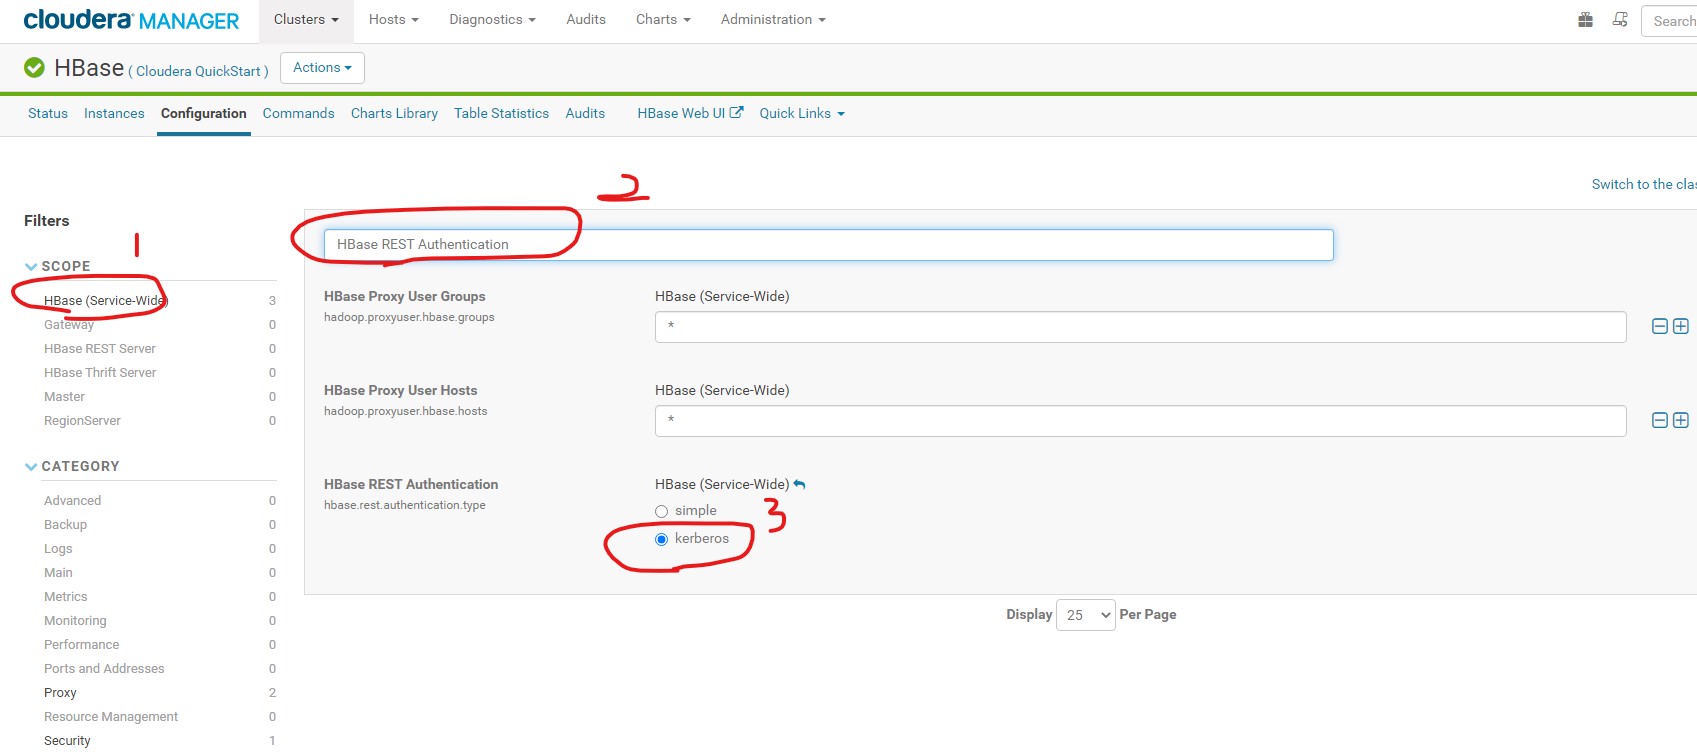 cloudera MANAGER Clusters Hosts Diagnostics Audits Charts Administration Search
HBase ( Cloudera QuickStart ) Actions
Status Instances Configuration Commands Charts Library Table Statistics Audits HBase Web UI Quick Links
Switch to the clas
Filters
1
SCOPE
HBase (Service-Wide) 3
Gateway 0
HBase REST Server 0
HBase Thrift Server 0
Master 0
RegionServer 0
CATEGORY
Advanced 0
Backup 0
Logs 0
Main 0
Metrics 0
Monitoring 0
Performance 0
Ports and Addresses 0
Proxy 2
Resource Management 0
Security 1
2
HBase REST Authentication
HBase Proxy User Groups HBase (Service-Wide)
hadoop.proxyuser.hbase.groups *
HBase Proxy User Hosts HBase (Service-Wide)
hadoop.proxyuser.hbase.hosts *
HBase REST Authentication HBase (Service-Wide)
hbase.rest.authentication.type simple
3
kerberos
Display 25 Per Page